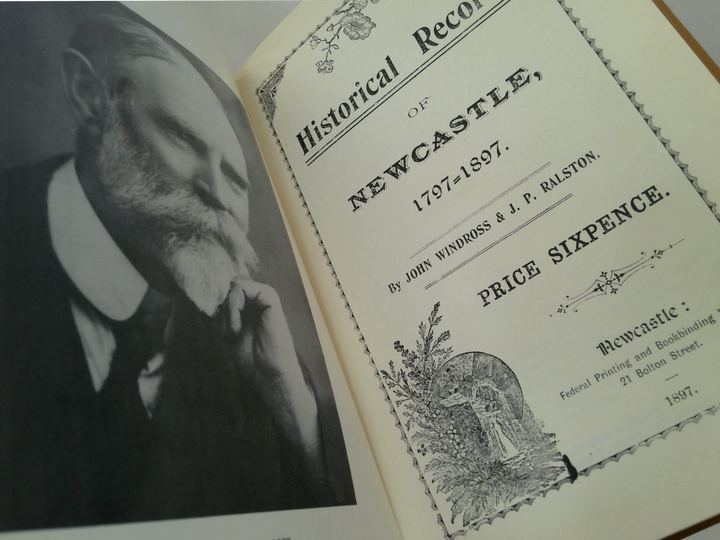 Historical Recor
OF
NEWCASTLE,
1797=1897.
By JOHN WINDROSS & J. P. RALSTON.
PRICE SIXPENCE.
Newcastle:
Federal Printing and Bookbinding
21 Bolton Street.
1897.